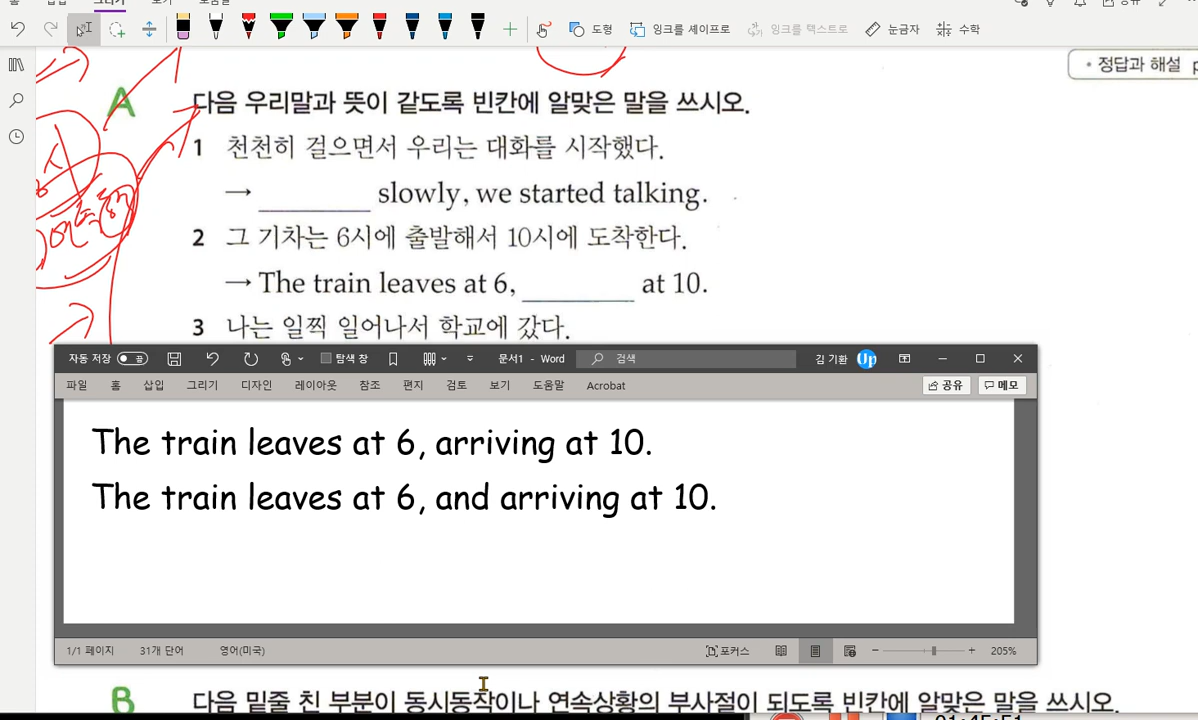 그리기
도형
잉크를 셰이프로
잉크를 텍스트로
눈금자
수학
• 정답과 해설 p
A 다음 우리말과 뜻이 같도록 빈칸에 알맞은 말을 쓰시오.
1 천천히 걸으면서 우리는 대화를 시작했다.
→ ________ slowly, we started talking.
2 그 기차는 6시에 출발해서 10시에 도착한다.
→ The train leaves at 6, ________ at 10.
3 나는 일찍 일어나서 학교에 갔다.
자동 저장 끔 탐색 창 문서1 - Word 검색 김 기환 Up
파일 홈 삽입 그리기 디자인 레이아웃 참조 편지 검토 보기 도움말 Acrobat 공유 메모
The train leaves at 6, arriving at 10.
The train leaves at 6, and arriving at 10.
1/1 페이지 31개 단어 영어(미국) 포커스 205%
B 다음 밑줄 친 부분이 동시동작이나 연속상황의 부사절이 되도록 빈칸에 알맞은 말을 쓰시오.
01:45:51